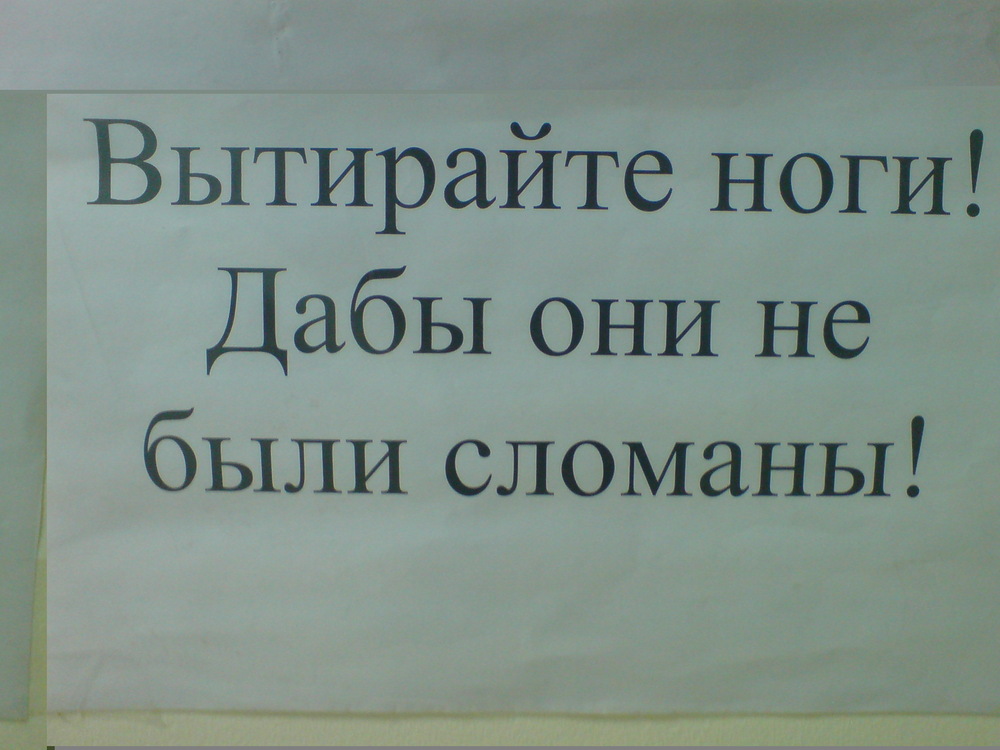 Вытирайте ноги!
Дабы они не
были сломаны!